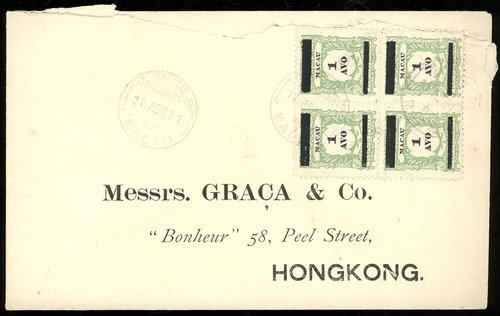 MACAU
1
AVO
MACAU
1
AVO
MACAU
1
AVO
MACAU
1
AVO
Messrs. GRAÇA & Co.
"Bonheur" 58, Peel Street,
HONGKONG.